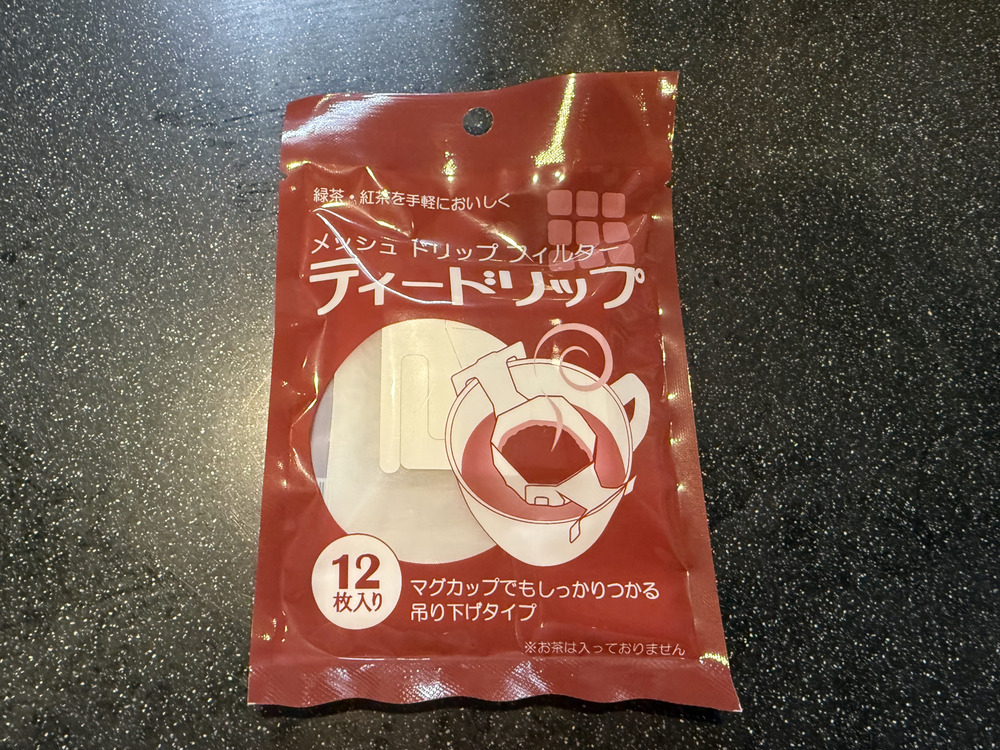 緑茶・紅茶を手軽においしく
メッシュ ドリップ フィルター
ティードリップ
12
枚入り
マグカップでもしっかりつかる
吊り下げタイプ
※お茶は入っておりません